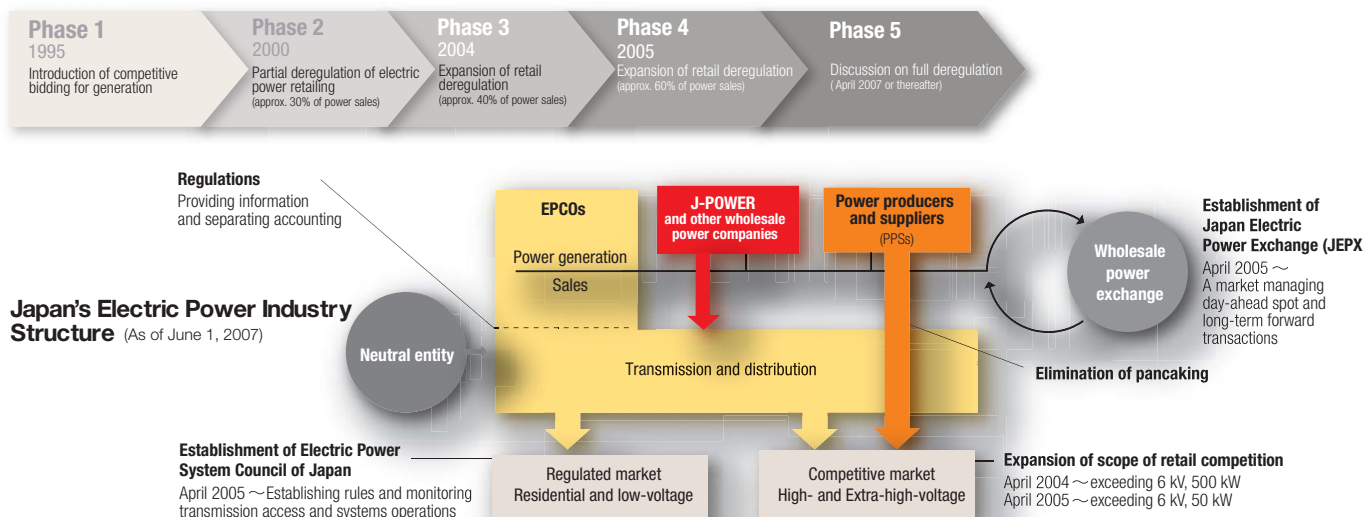 Phase 1
1995
Introduction of competitive
bidding for generation
Phase 2
2000
Partial deregulation of electric
power retailing
(approx. 30% of power sales)
Phase 3
2004
Expansion of retail
deregulation
(approx. 40% of power sales)
Phase 4
2005
Expansion of retail deregulation
(approx. 60% of power sales)
Phase 5
Discussion on full deregulation
( April 2007 or thereafter)
Regulations
Providing information
and separating accounting
Japan's Electric Power Industry
Structure (As of June 1, 2007)
Neutral entity
EPCOs
Power generation
Sales
J-POWER
and other wholesale
power companies
Power producers
and suppliers
(PPSs)
Wholesale
power
exchange
Establishment of
Japan Electric
Power Exchange (JEPX
April 2005 ～
A market managing
day-ahead spot and
long-term forward
transactions
Transmission and distribution
Elimination of pancaking
Establishment of Electric Power
System Council of Japan
April 2005 ～Establishing rules and monitoring
transmission access and systems operations
Regulated market
Residential and low-voltage
Competitive market
High- and Extra-high-voltage
Expansion of scope of retail competition
April 2004 ～exceeding 6 kV, 500 kW
April 2005 ～exceeding 6 kV, 50 kW